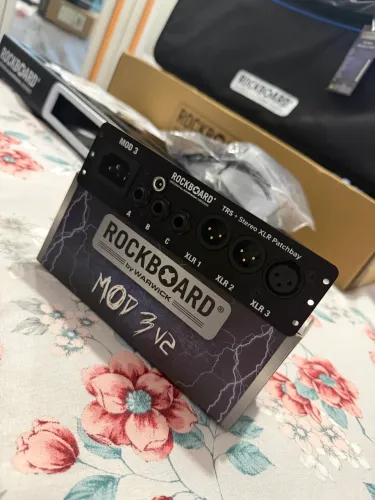 ROCKBOARD®
ROCKBOARD
MOD 3
ROCKBOARD®
TRS + Stereo XLR Patchbay
A
B
C
XLR 1
XLR 2
XLR 3
ROCKBOARD®
by WARWICK
MOD 3 V2